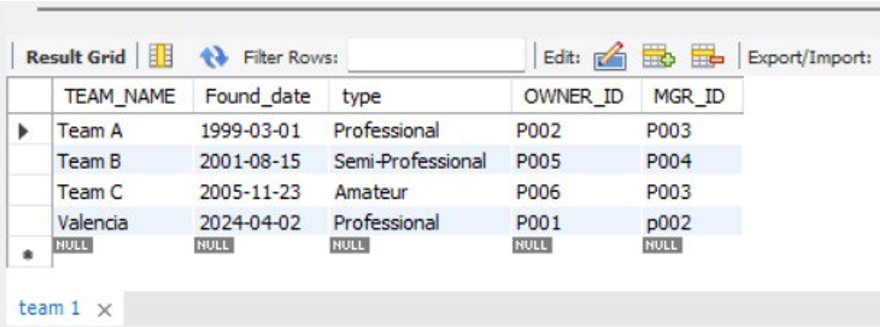 Result Grid Filter Rows: Edit: Export/Import:
TEAM_NAME Found_date type OWNER_ID MGR_ID
Team A 1999-03-01 Professional P002 P003
Team B 2001-08-15 Semi-Professional P005 P004
Team C 2005-11-23 Amateur P006 P003
Valencia 2024-04-02 Professional P001 p002
NULL NULL NULL NULL NULL
team 1